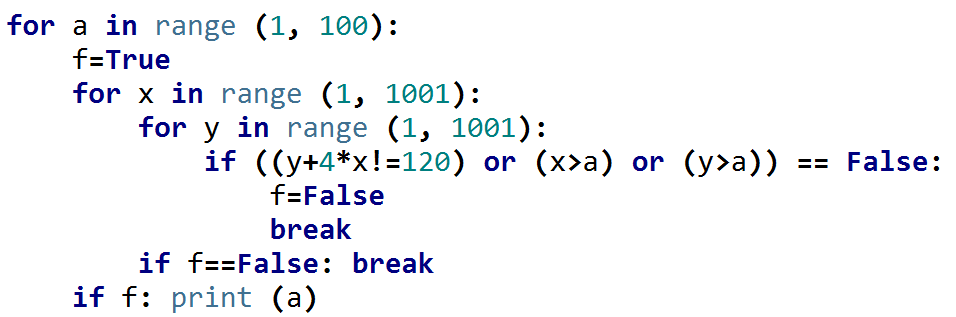 for a in range (1, 100):
    f=True
    for x in range (1, 1001):
        for y in range (1, 1001):
            if ((y+4*x!=120) or (x>a) or (y>a)) == False:
                f=False
                break
        if f==False: break
    if f: print (a)